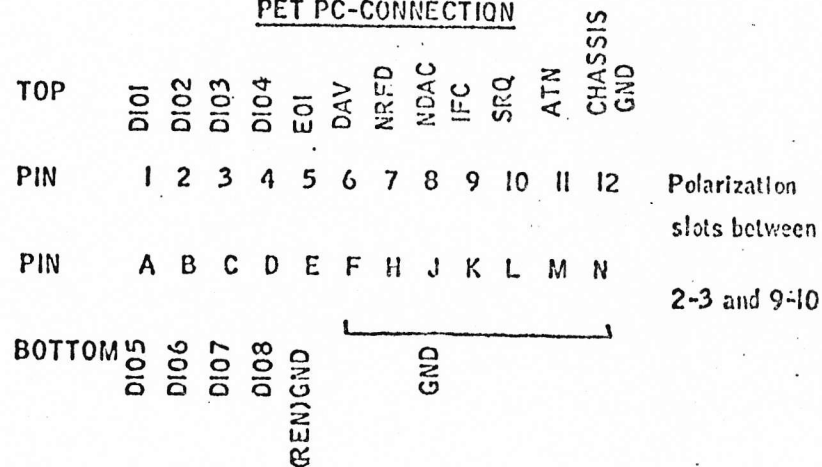 PET PC-CONNECTION
TOP DIO1 DIO2 DIO3 DIO4 EOI DAV NRFD NDAC IFC SRQ ATN CHASSIS GND
PIN 1 2 3 4 5 6 7 8 9 10 11 12 Polarization
slots between
PIN A B C D E F H J K L M N
2-3 and 9-10
BOTTOM DIO5 DIO6 DIO7 DIO8 (REN)GND GND